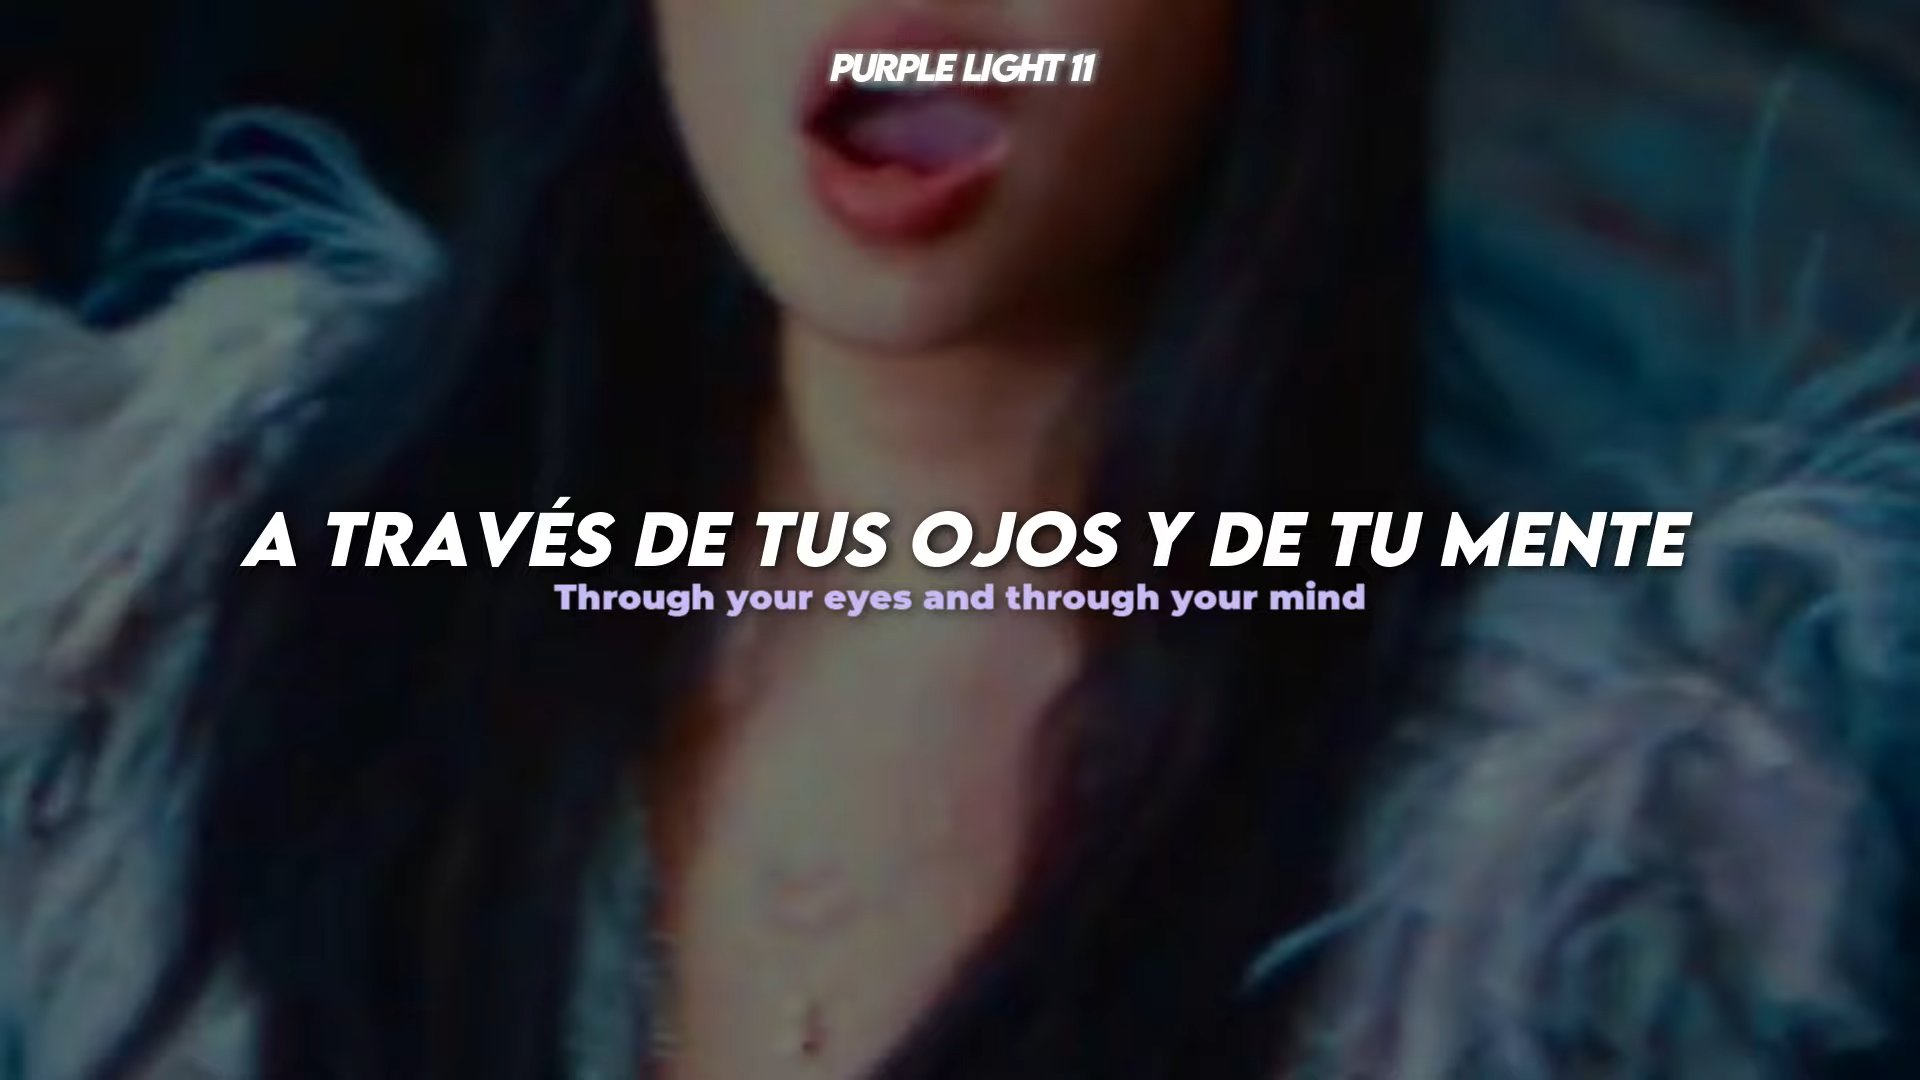 PURPLE LIGHT 11
A TRAVÉS DE TUS OJOS Y DE TU MENTE
Through your eyes and through your mind